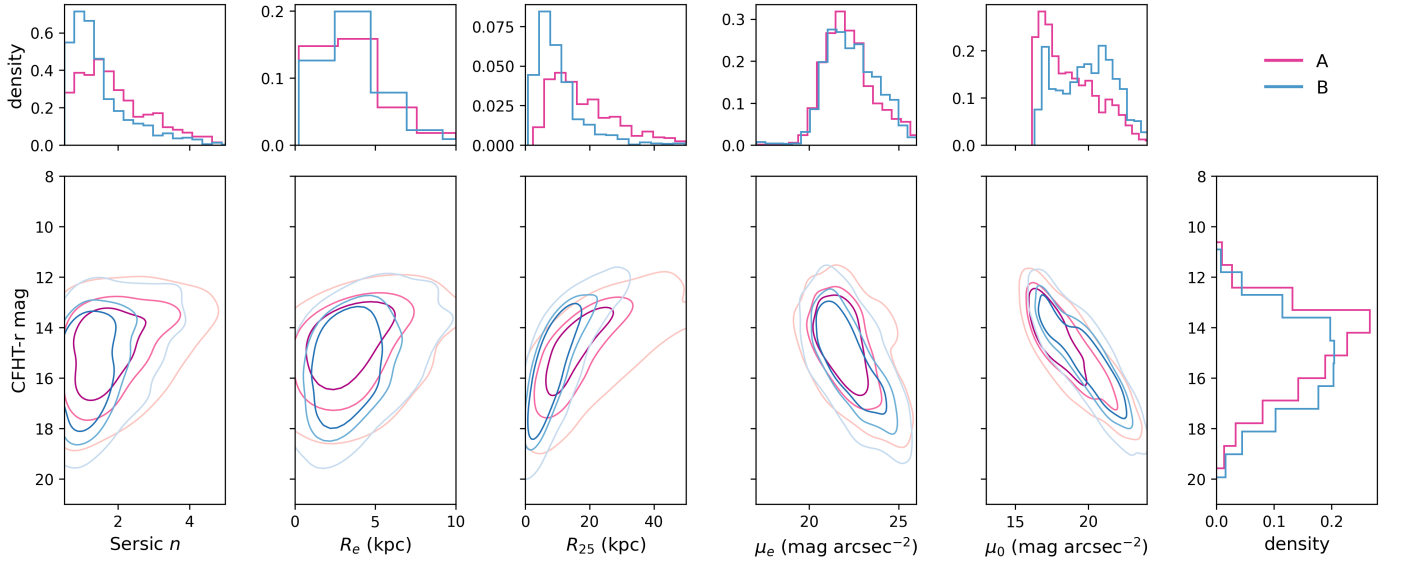 density
0.0
0.2
0.4
0.6
0.0
0.1
0.2
0.000
0.025
0.050
0.075
0.0
0.1
0.2
0.3
0.0
0.1
0.2
A
B
CFHT-r mag
8
10
12
14
16
18
20
8
10
12
14
16
18
20
2 4
0 5 10
0 20 40
20 25
15 20
0.0 0.1 0.2
Sersic n
Rₑ (kpc)
R₂₅ (kpc)
μₑ (mag arcsec⁻²)
μ₀ (mag arcsec⁻²)
density